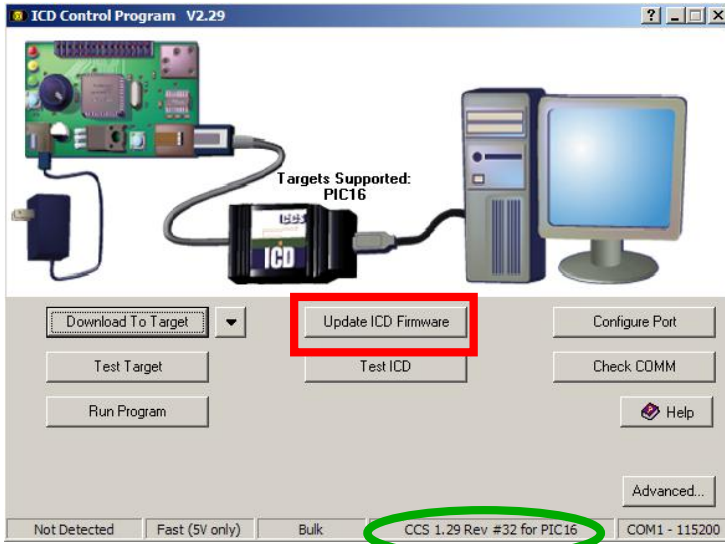 ICD Control Program V2.29
Targets Supported:
PIC16
CCS
ICD
Download To Target
Update ICD Firmware
Configure Port
Test Target
Test ICD
Check COMM
Run Program
Help
Advanced...
Not Detected
Fast (5V only)
Bulk
CCS 1.29 Rev #32 for PIC16
COM1 - 115200